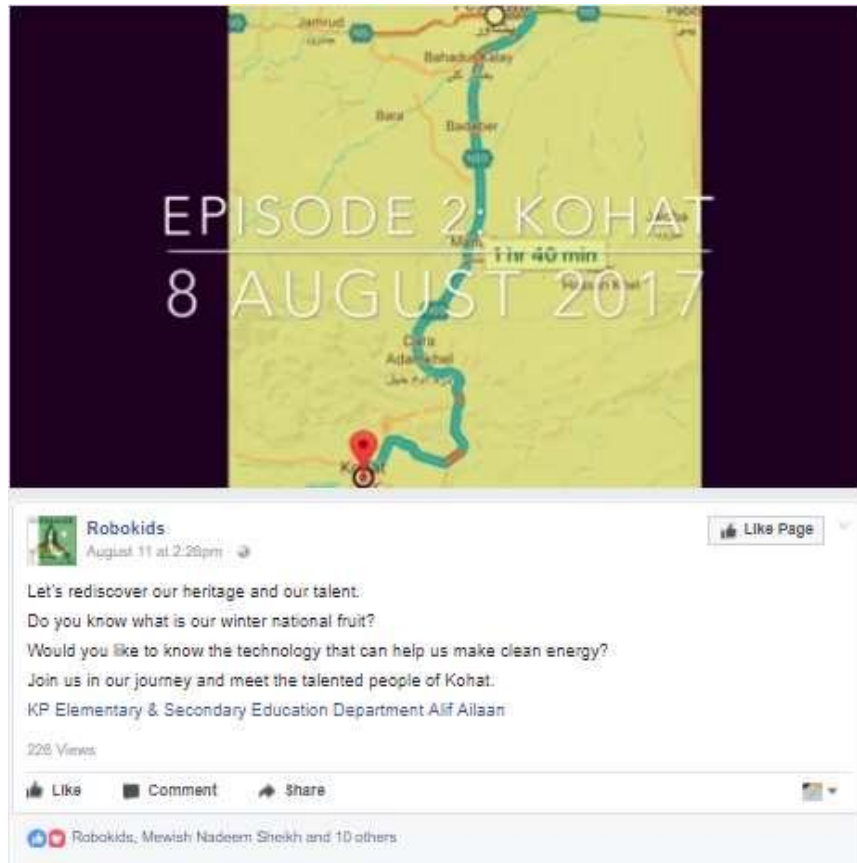 Jamrud
Bahadur Kalay
Bara
Badaber
EPISODE 2, KOHAT
1 hr 40 min
8 AUGUST 2017
Dara
Adamkhel
درہ آدم خیل
Kohat
Robokids
August 11 at 2:28pm
Like Page
Let's rediscover our heritage and our talent.
Do you know what is our winter national fruit?
Would you like to know the technology that can help us make clean energy?
Join us in our journey and meet the talented people of Kohat.
KP Elementary & Secondary Education Department Alif Ailaan
226 Views
Like Comment Share
Robokids, Mewish Nadeem Sheikh and 10 others